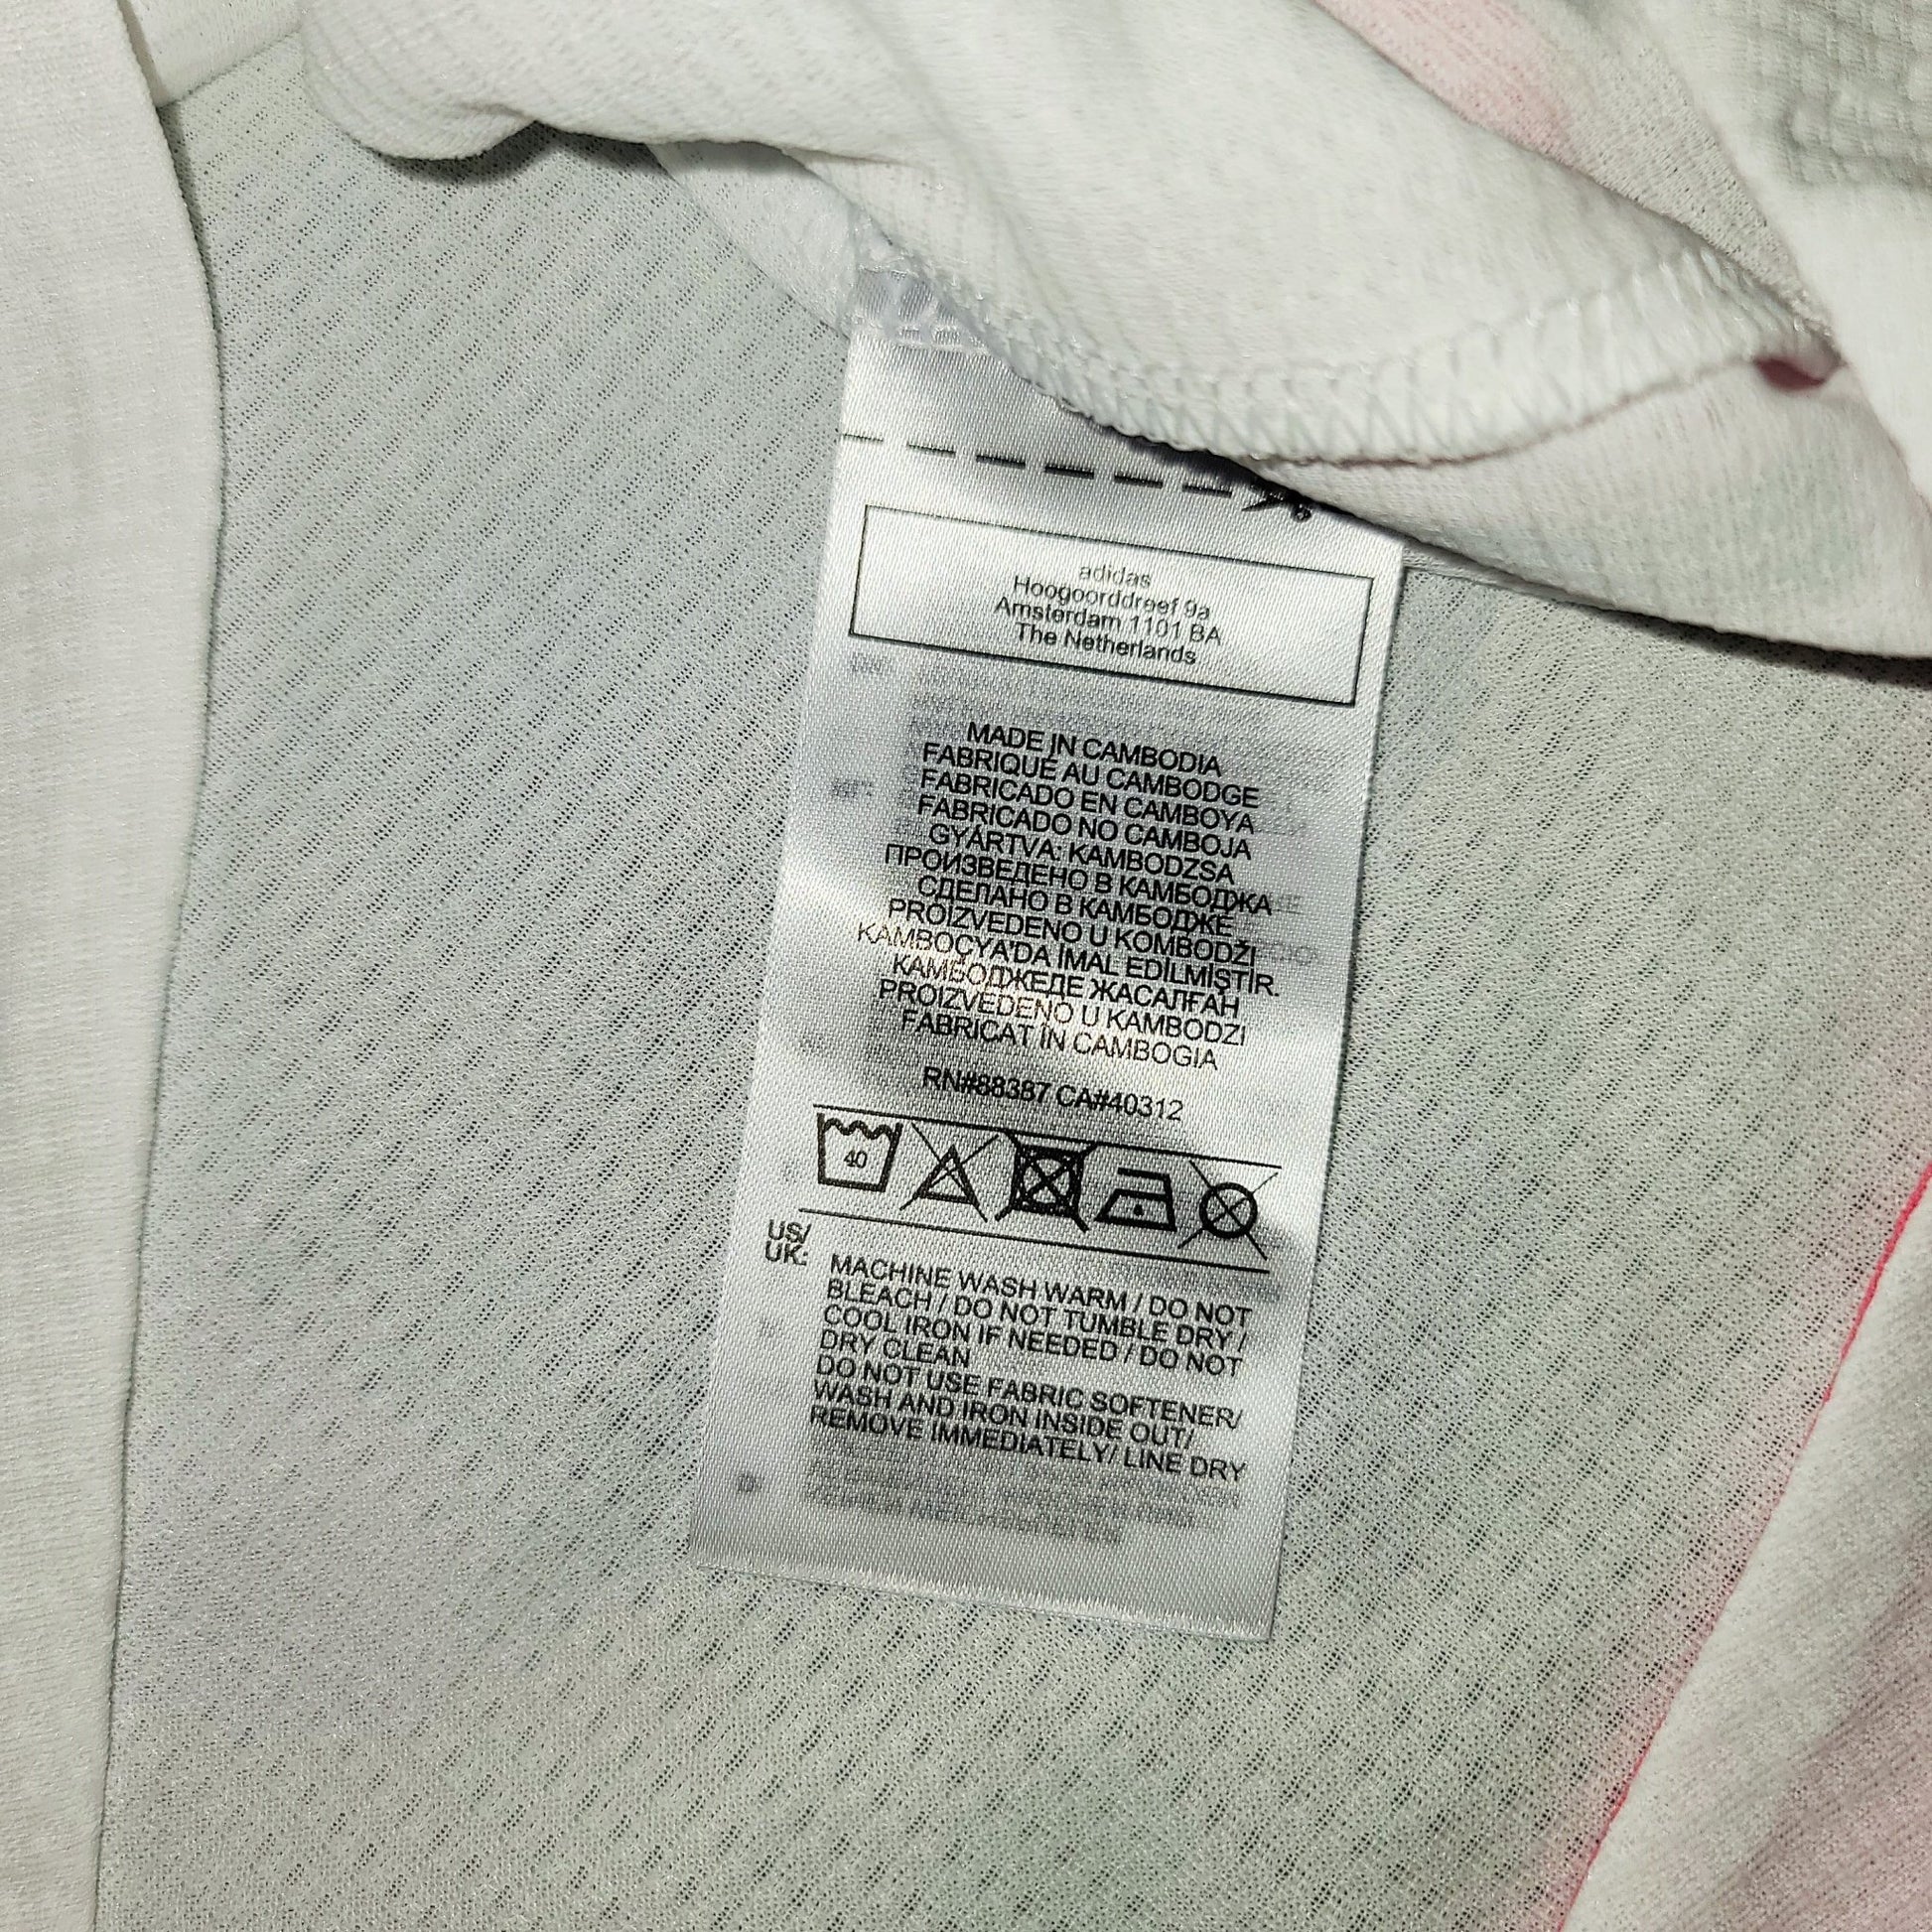 adidas
Hoogoorddreef 9a
Amsterdam 1101 BA
The Netherlands
MADE IN CAMBODIA
FABRIQUÉ AU CAMBODGE
FABRICADO EN CAMBOYA
FABRICADO NO CAMBOJA
GYÁRTVA: KAMBODZSA
ПРОИЗВЕДЕНО В КАМБОДЖА
СДЕЛАНО В КАМБОДЖЕ
PROIZVEDENO U KOMBODŽI
KAMBOÇYA'DA İMAL EDİLMİŞTİR.
КАМБОДЖЕДЕ ЖАСАЛҒАН
PROIZVEDENO U KAMBODZI
FABRICAT ÎN CAMBOGIA
RN#88387 CA#40312
40
US/
UK:
MACHINE WASH WARM / DO NOT
BLEACH / DO NOT TUMBLE DRY /
COOL IRON IF NEEDED / DO NOT
DRY CLEAN
DO NOT USE FABRIC SOFTENER/
WASH AND IRON INSIDE OUT/
REMOVE IMMEDIATELY/ LINE DRY